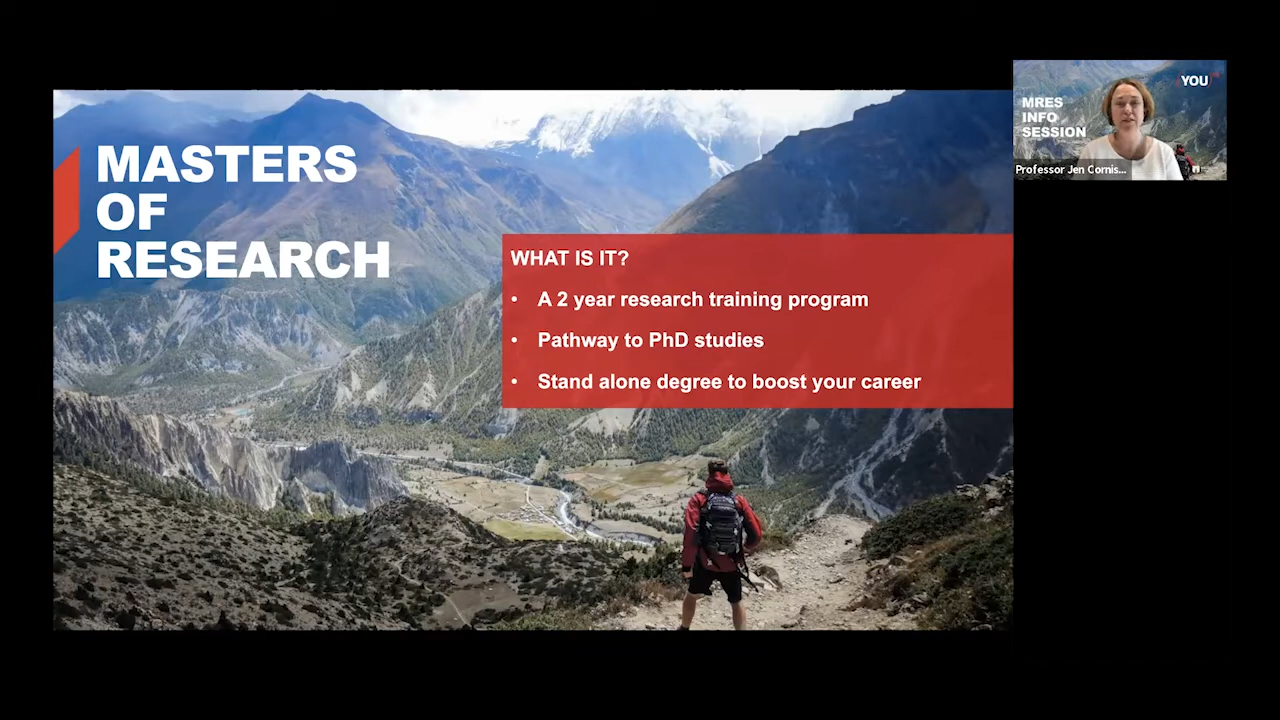 MASTERS
OF
RESEARCH
WHAT IS IT?
• A 2 year research training program
• Pathway to PhD studies
• Stand alone degree to boost your career
YOU
MRES
INFO
SESSION
Professor Jen Cornis...